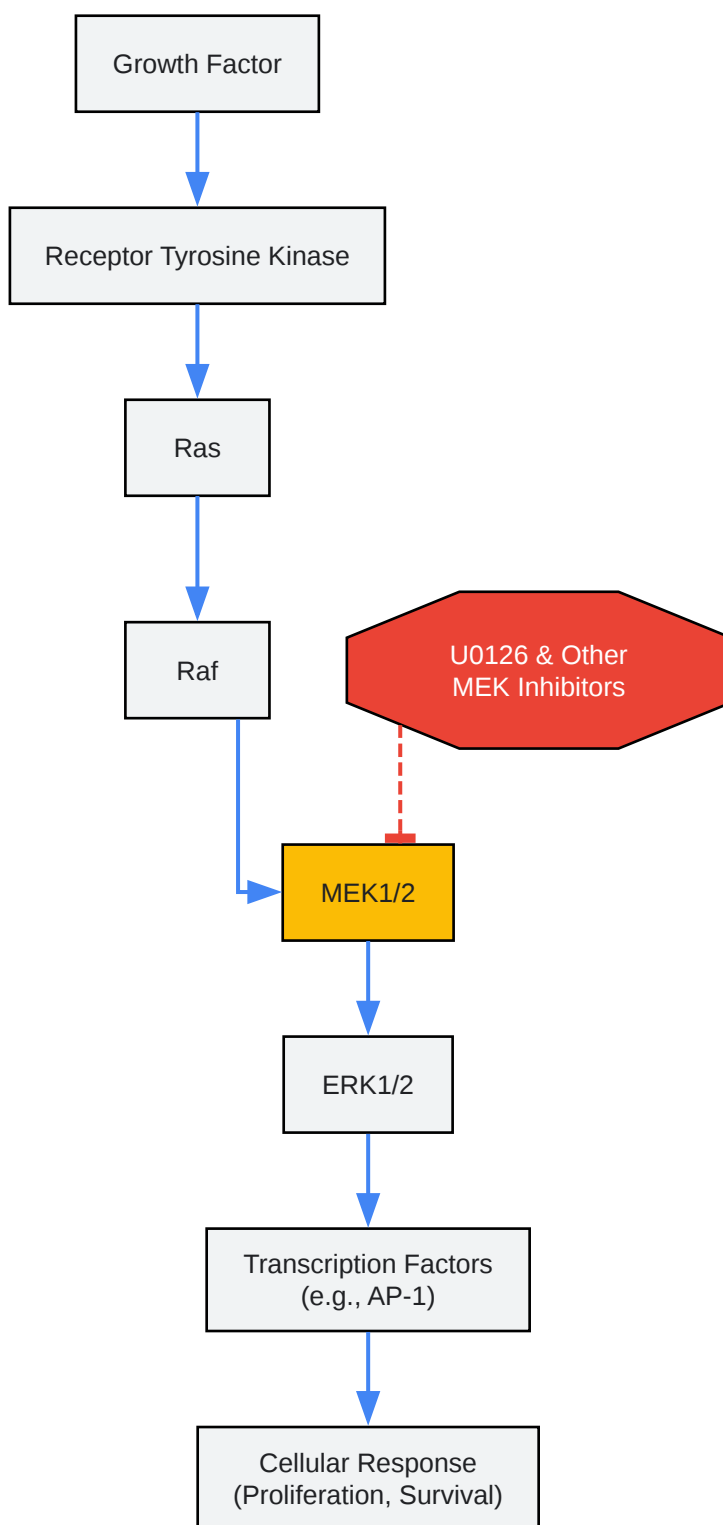 Growth Factor
Receptor Tyrosine Kinase
Ras
Raf
U0126 & Other
MEK Inhibitors
MEK1/2
ERK1/2
Transcription Factors
(e.g., AP-1)
Cellular Response
(Proliferation, Survival)